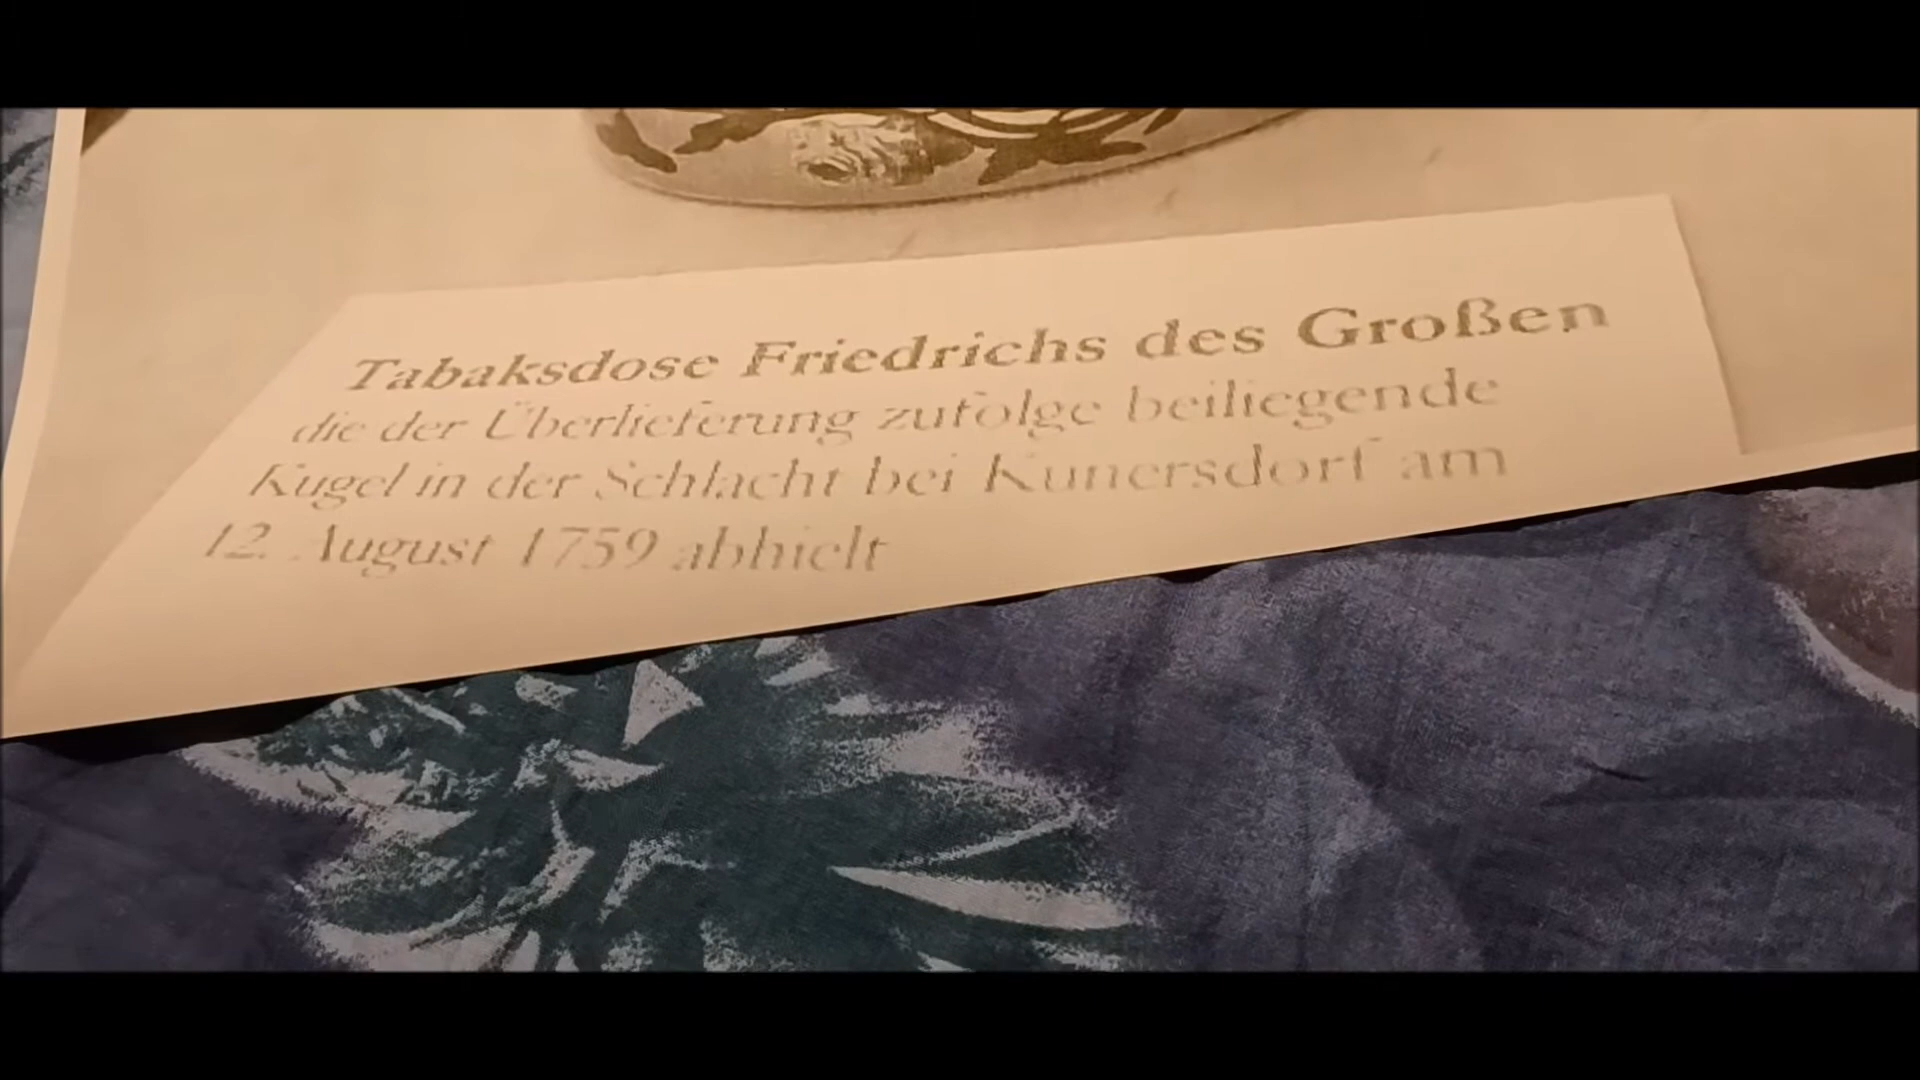 Tabaksdose Friedrichs des Großen
die der Überlieferung zufolge beiliegende
Kugel in der Schlacht bei Kunersdorf am
12. August 1759 abhielt